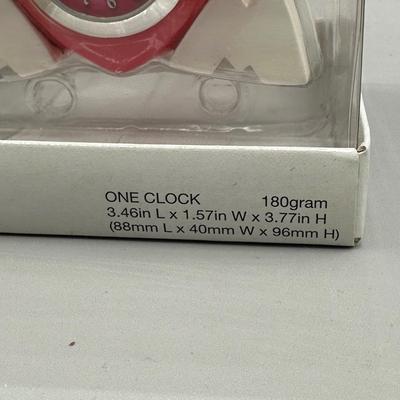 ONE CLOCK 180gram
3.46in L x 1.57in W x 3.77in H
(88mm L x 40mm W x 96mm H)